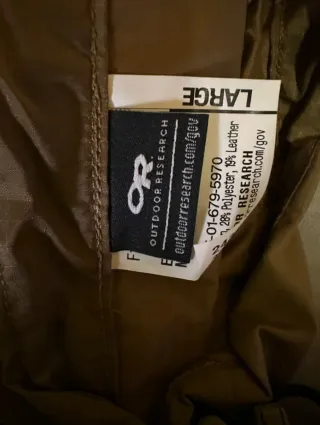 LARGE
OR
OUTDOOR RESEARCH
outdoorresearch.com/gov
-01-679-5970
28% Polyester, 19% Leather
R RESEARCH
research.com/gov